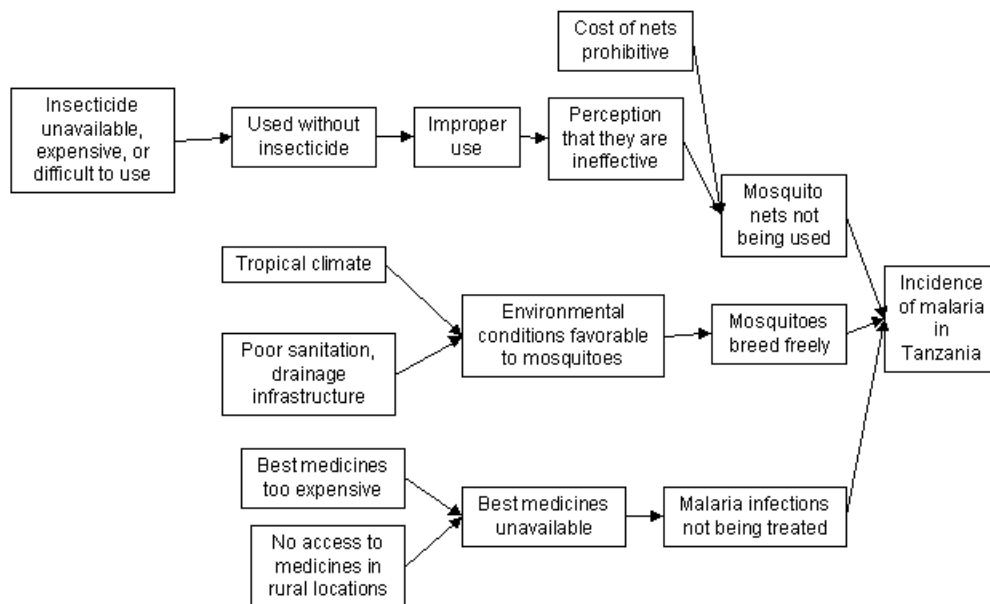 Cost of nets
prohibitive
Insecticide
unavailable,
expensive, or
difficult to use
Used without
insecticide
Improper
use
Perception
that they are
ineffective
Mosquito
nets not
being used
Tropical climate
Poor sanitation,
drainage
infrastructure
Environmental
conditions favorable
to mosquitoes
Mosquitoes
breed freely
Incidence
of malaria
in
Tanzania
Best medicines
too expensive
No access to
medicines in
rural locations
Best medicines
unavailable
Malaria infections
not being treated